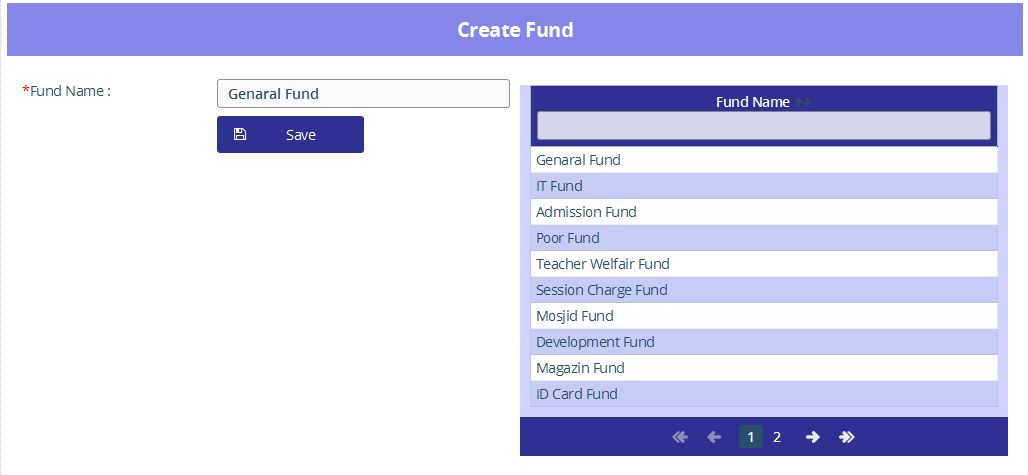 Create Fund
*Fund Name :
Genaral Fund
Save
Fund Name
Genaral Fund
IT Fund
Admission Fund
Poor Fund
Teacher Welfair Fund
Session Charge Fund
Mosjid Fund
Development Fund
Magazin Fund
ID Card Fund
1 2